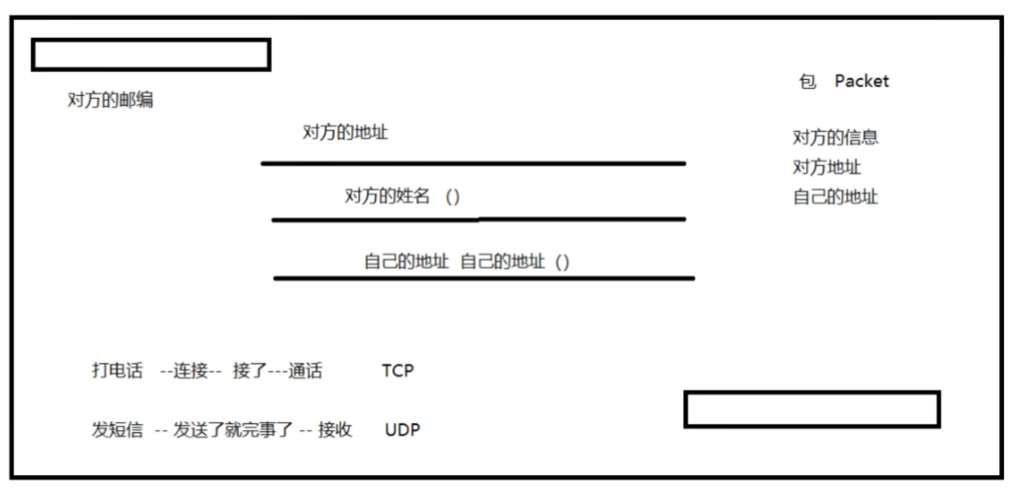 对方的邮编
包 Packet
对方的地址
对方的信息
对方地址
对方的姓名 （）
自己的地址
自己的地址 自己的地址（）
打电话 --连接-- 接了---通话 TCP
发短信 -- 发送了就完事了 -- 接收 UDP